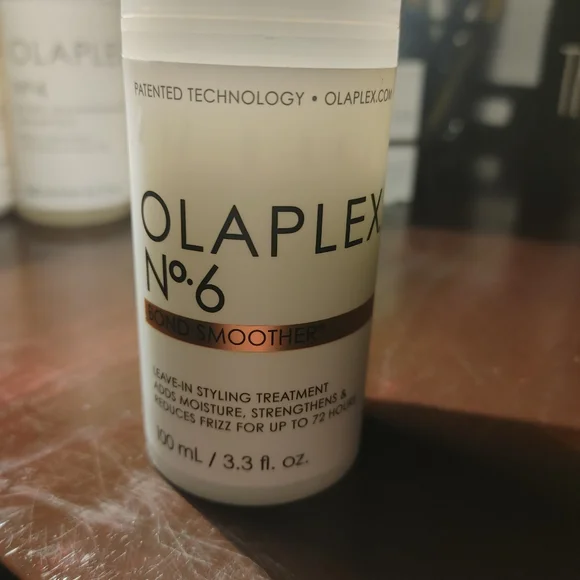 PATENTED TECHNOLOGY • OLAPLEX.COM
OLAPLEX
Nº.6
BOND SMOOTHER®
LEAVE-IN STYLING TREATMENT
ADDS MOISTURE, STRENGTHENS &
REDUCES FRIZZ FOR UP TO 72 HOURS
100 mL / 3.3 fl. oz.
OLAPLE